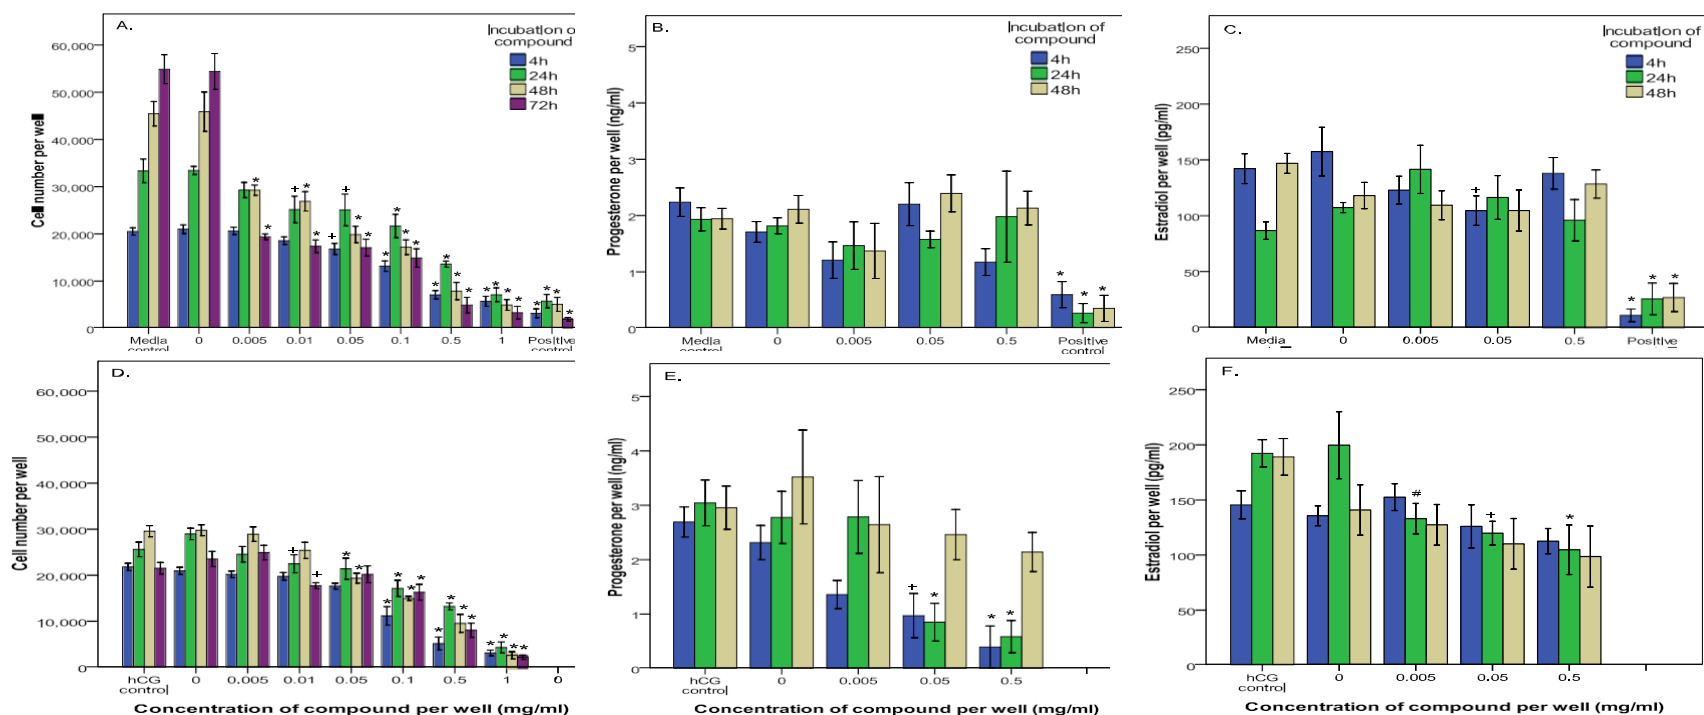 A.
Incubation o
compound
4h
24h
48h
72h
60,000
50,000
40,000
30,000
20,000
10,000
0
Cell number per well
Media
control
0
0.005
0.01
0.05
0.1
0.5
1
Positive
control
B.
Incubation of
compound
4h
24h
48h
5
4
3
2
1
0
Progesterone per well (ng/ml)
Media
control
0
0.005
0.05
0.5
Positive
control
C.
Incubation of
compound
4h
24h
48h
250
200
150
100
50
0
Estradiol per well (pg/ml)
Media
0
0.005
0.05
0.5
Positive
D.
60,000
50,000
40,000
30,000
20,000
10,000
0
Cell number per well
hCG
control
0
0.005
0.01
0.05
0.1
0.5
1
0
Concentration of compound per well (mg/ml)
E.
5
4
3
2
1
0
Progesterone per well (ng/ml)
hCG
control
0
0.005
0.05
0.5
Concentration of compound per well (mg/ml)
F.
250
200
150
100
50
0
Estradiol per well (pg/ml)
hCG
control
0
0.005
0.05
0.5
Concentration of compound per well (mg/ml)